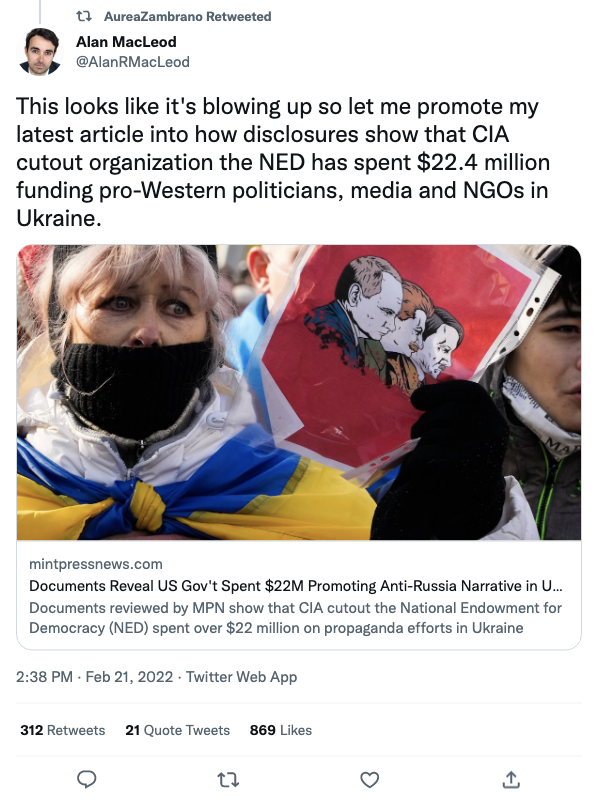 AureaZambrano Retweeted
Alan MacLeod
@AlanRMacLeod
This looks like it's blowing up so let me promote my
latest article into how disclosures show that CIA
cutout organization the NED has spent $22.4 million
funding pro-Western politicians, media and NGOs in
Ukraine.
mintpressnews.com
Documents Reveal US Gov't Spent $22M Promoting Anti-Russia Narrative in U...
Documents reviewed by MPN show that CIA cutout the National Endowment for
Democracy (NED) spent over $22 million on propaganda efforts in Ukraine
2:38 PM · Feb 21, 2022 · Twitter Web App
312 Retweets 21 Quote Tweets 869 Likes